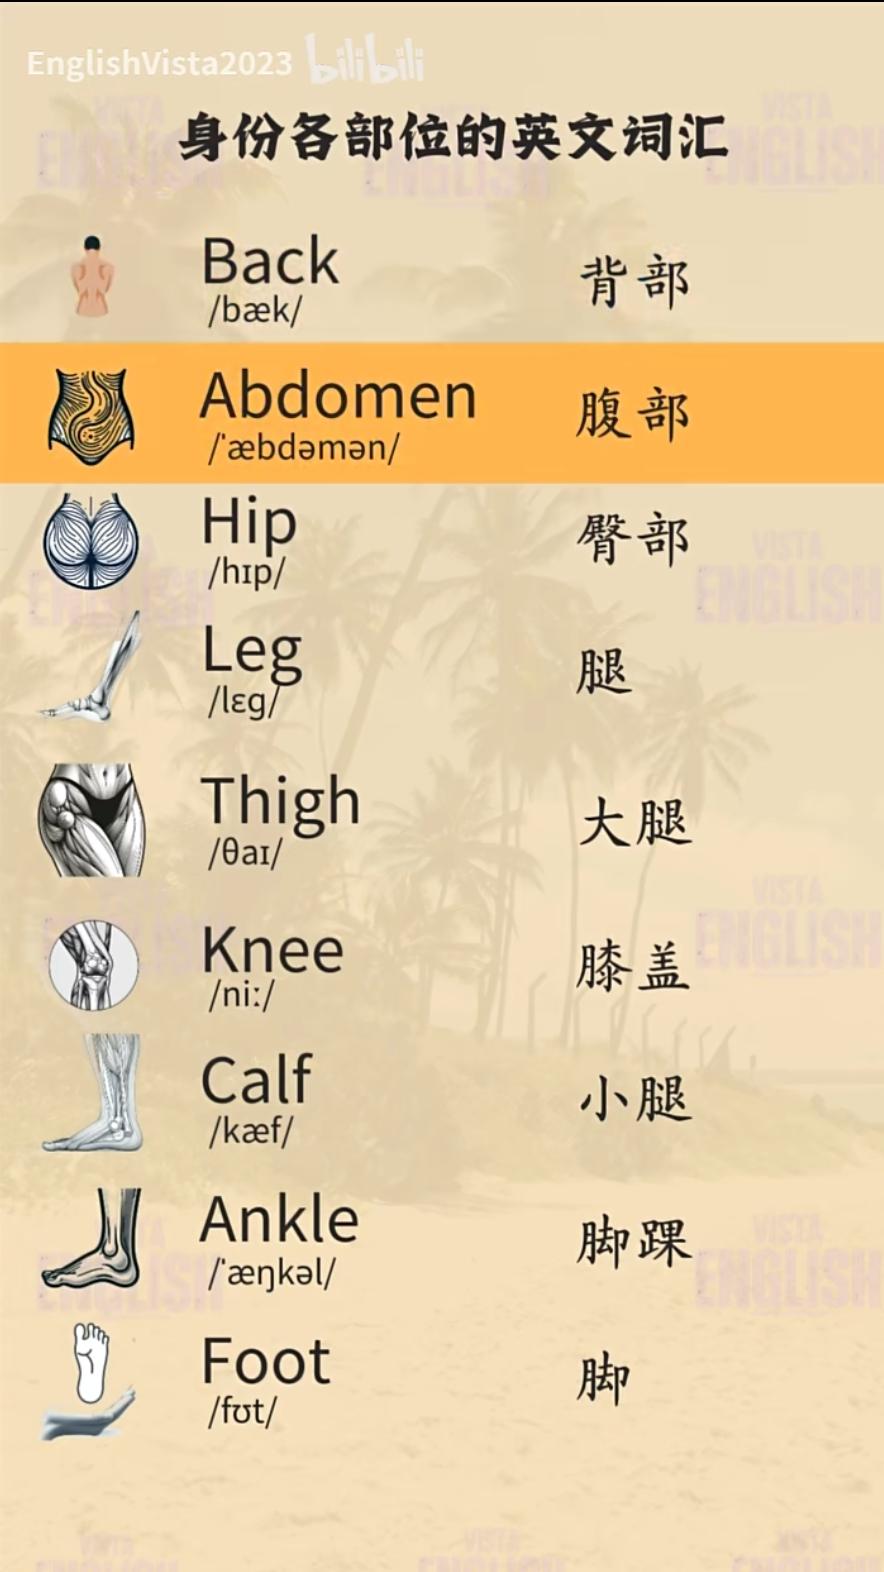 EnglishVista2023 bilibili
身份各部位的英文词汇
Back
/bæk/
背部
Abdomen
/ˈæbdəmən/
腹部
Hip
/hɪp/
臀部
Leg
/lɛg/
腿
Thigh
/θaɪ/
大腿
Knee
/niː/
膝盖
Calf
/kæf/
小腿
Ankle
/ˈæŋkəl/
脚踝
Foot
/fʊt/
脚
VISTA
ENGLISH